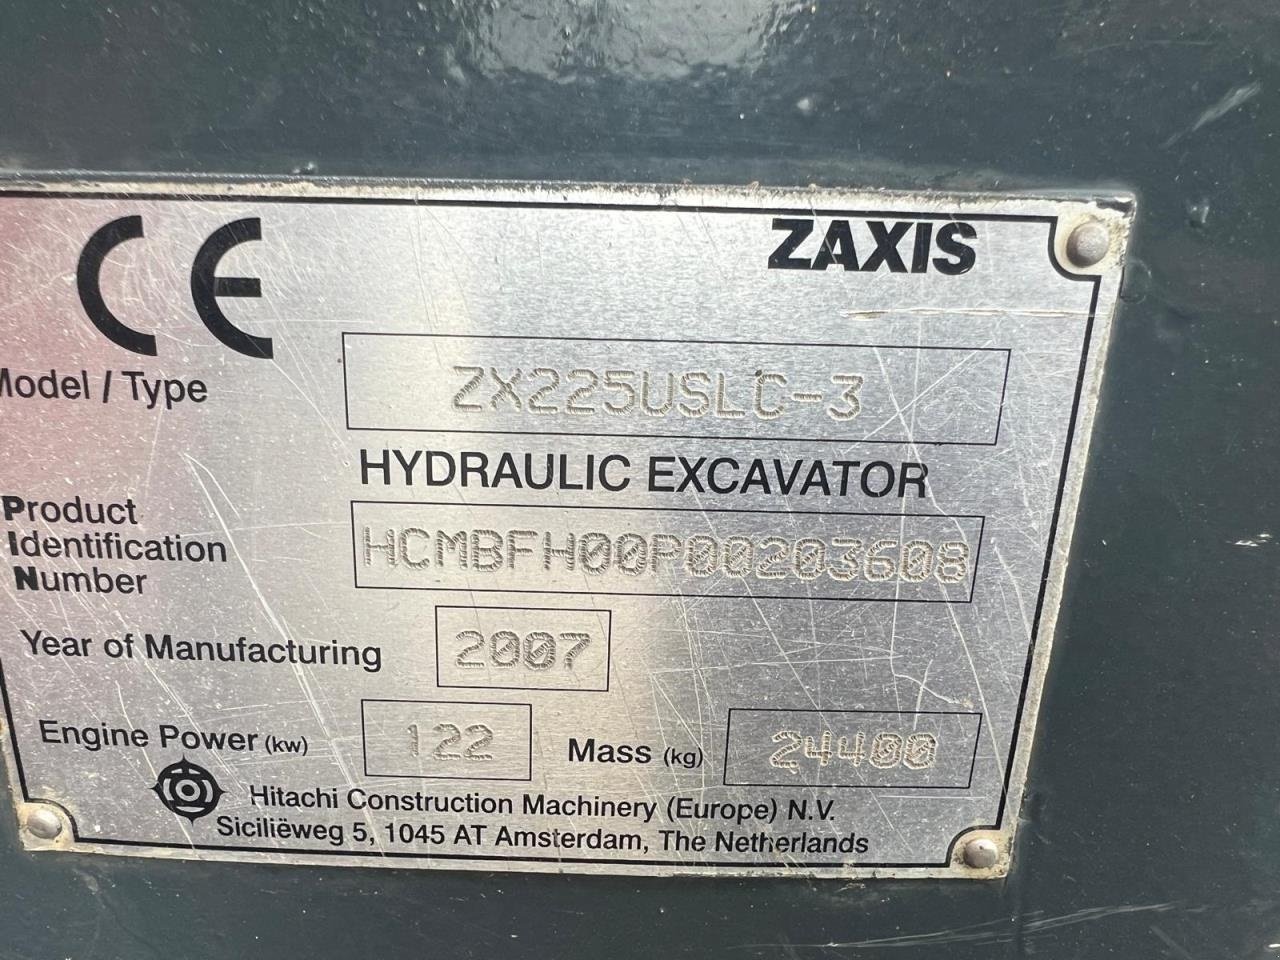 CE
ZAXIS
Model / Type
ZX225USLC-3
HYDRAULIC EXCAVATOR
Product
Identification
Number
HCMBFH00P00203608
Year of Manufacturing
2007
Engine Power (kw)
122
Mass (kg)
24400
Hitachi Construction Machinery (Europe) N.V.
Siciliëweg 5, 1045 AT Amsterdam, The Netherlands